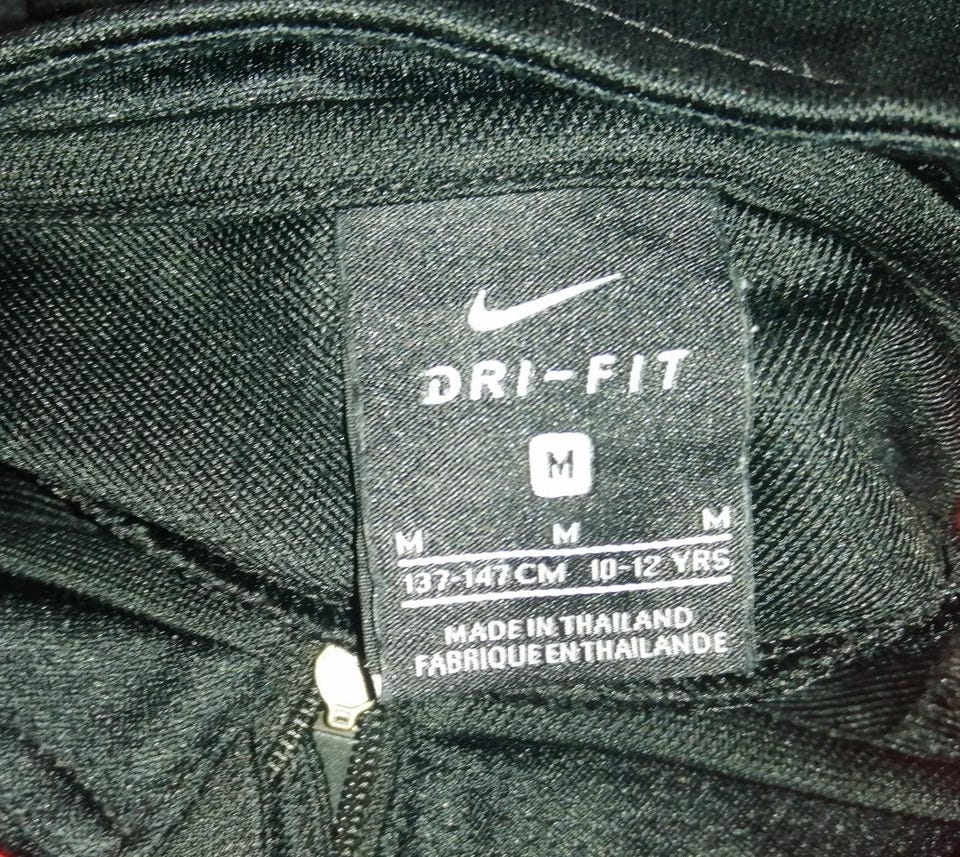 DRI-FIT
M
M M M
137-147CM 10-12 YRS
MADE IN THAILAND
FABRIQUE EN THAILANDE